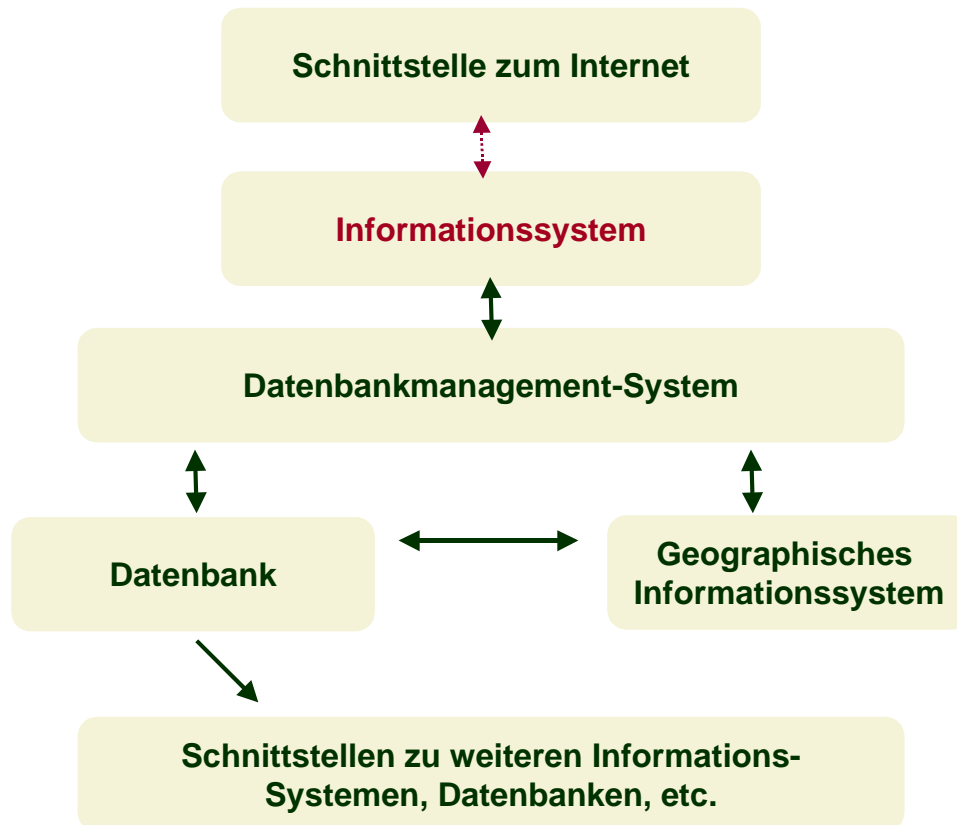 Schnittstelle zum Internet
Informationssystem
Datenbankmanagement-System
Datenbank
Geographisches
Informationssystem
Schnittstellen zu weiteren Informations-
Systemen, Datenbanken, etc.